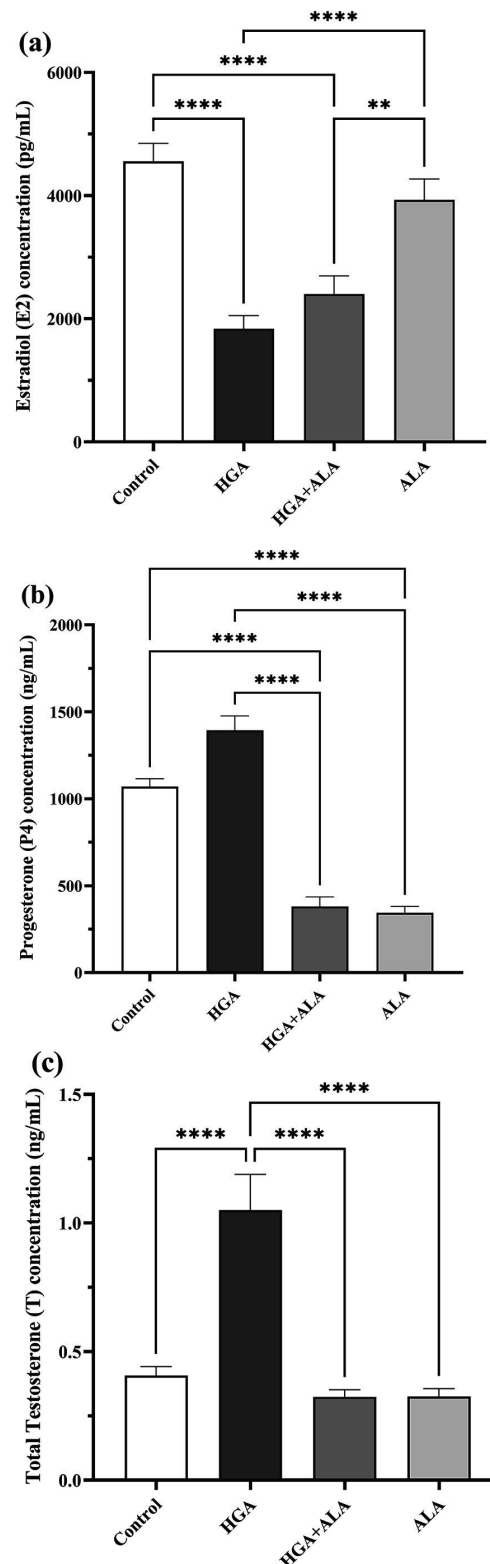 (a)
Estradiol (E2) concentration (pg/mL)
6000
4000
2000
0
****
****
****
**
Control
HGA
HGA+ALA
ALA
(b)
Progesterone (P4) concentration (ng/mL)
2000
1500
1000
500
0
****
****
****
****
Control
HGA
HGA+ALA
ALA
(c)
Total Testosterone (T) concentration (ng/mL)
1.5
1.0
0.5
0.0
****
****
****
Control
HGA
HGA+ALA
ALA